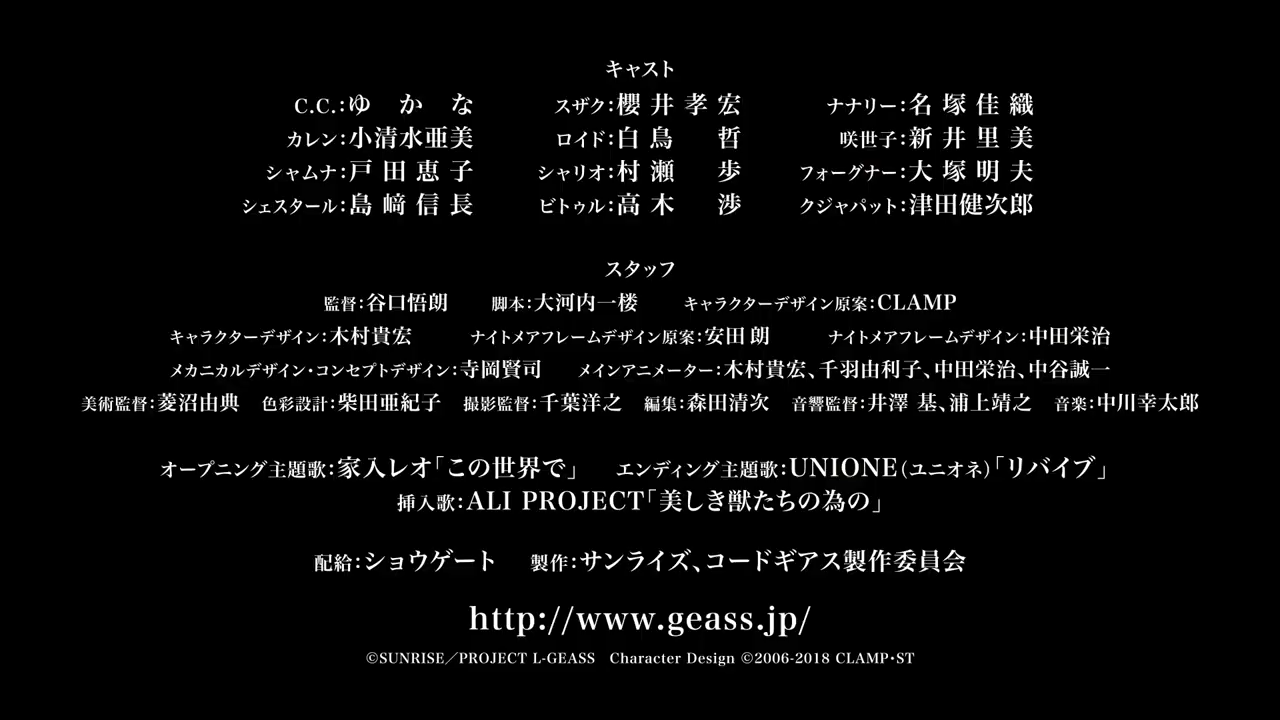 キャスト
C.C.：ゆかな　スザク：櫻井孝宏　ナナリー：名塚佳織
カレン：小清水亜美　ロイド：白鳥哲　咲世子：新井里美
シャムナ：戸田恵子　シャリオ：村瀬歩　フォーグナー：大塚明夫
シェスタール：島﨑信長　ビトゥル：高木渉　クジャパット：津田健次郎
スタッフ
監督：谷口悟朗　脚本：大河内一楼　キャラクターデザイン原案：CLAMP
キャラクターデザイン：木村貴宏　ナイトメアフレームデザイン原案：安田 朗　ナイトメアフレームデザイン：中田栄治
メカニカルデザイン・コンセプトデザイン：寺岡賢司　メインアニメーター：木村貴宏、千羽由利子、中田栄治、中谷誠一
美術監督：菱沼由典　色彩設計：柴田亜紀子　撮影監督：千葉洋之　編集：森田清次　音響監督：井澤 基、浦上靖之　音楽：中川幸太郎
オープニング主題歌：家入レオ「この世界で」　エンディング主題歌：UNIONE（ユニオネ）「リバイブ」
挿入歌：ALI PROJECT「美しき獣たちの為の」
配給：ショウゲート　製作：サンライズ、コードギアス製作委員会
http://www.geass.jp/
©SUNRISE／PROJECT L-GEASS　Character Design ©2006-2018 CLAMP・ST